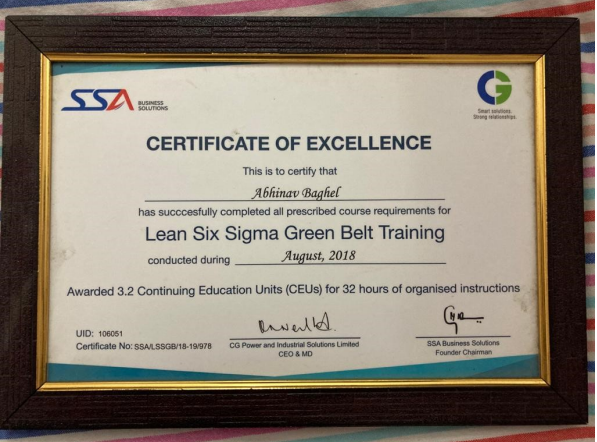 SSA BUSINESS SOLUTIONS
Smart solutions.
Strong relationships.
CERTIFICATE OF EXCELLENCE
This is to certify that
Abhinav Baghel
has succcesfully completed all prescribed course requirements for
Lean Six Sigma Green Belt Training
conducted during August, 2018
Awarded 3.2 Continuing Education Units (CEUs) for 32 hours of organised instructions
UID: 106051
Certificate No: SSA/LSSGB/18-19/978
CG Power and Industrial Solutions Limited
CEO & MD
SSA Business Solutions
Founder Chairman